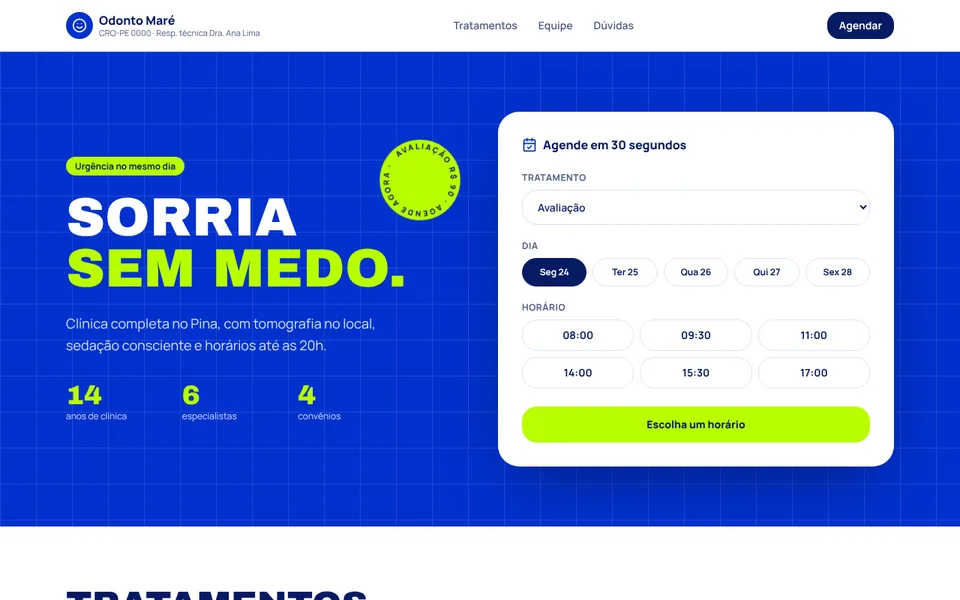 Odonto Maré
CRO-PE 0000 · Resp. técnica Dra. Ana Lima
Tratamentos
Equipe
Dúvidas
Agendar
Urgência no mesmo dia
AVALIAÇÃO R$ 90 · AGENDE AGORA ·
SORRIA
SEM MEDO.
Clínica completa no Pina, com tomografia no local,
sedação consciente e horários até as 20h.
14
anos de clínica
6
especialistas
4
convênios
Agende em 30 segundos
TRATAMENTO
Avaliação
DIA
Seg 24
Ter 25
Qua 26
Qui 27
Sex 28
HORÁRIO
08:00
09:30
11:00
14:00
15:30
17:00
Escolha um horário
TRATAMENTOS